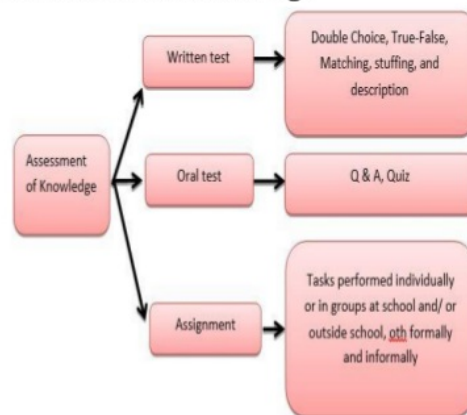 Assessment
of Knowledge
Written test
Double Choice, True-False,
Matching, stuffing, and
description
Oral test
Q & A, Quiz
Assignment
Tasks performed individually
or in groups at school and/ or
outside school, oth formally
and informally